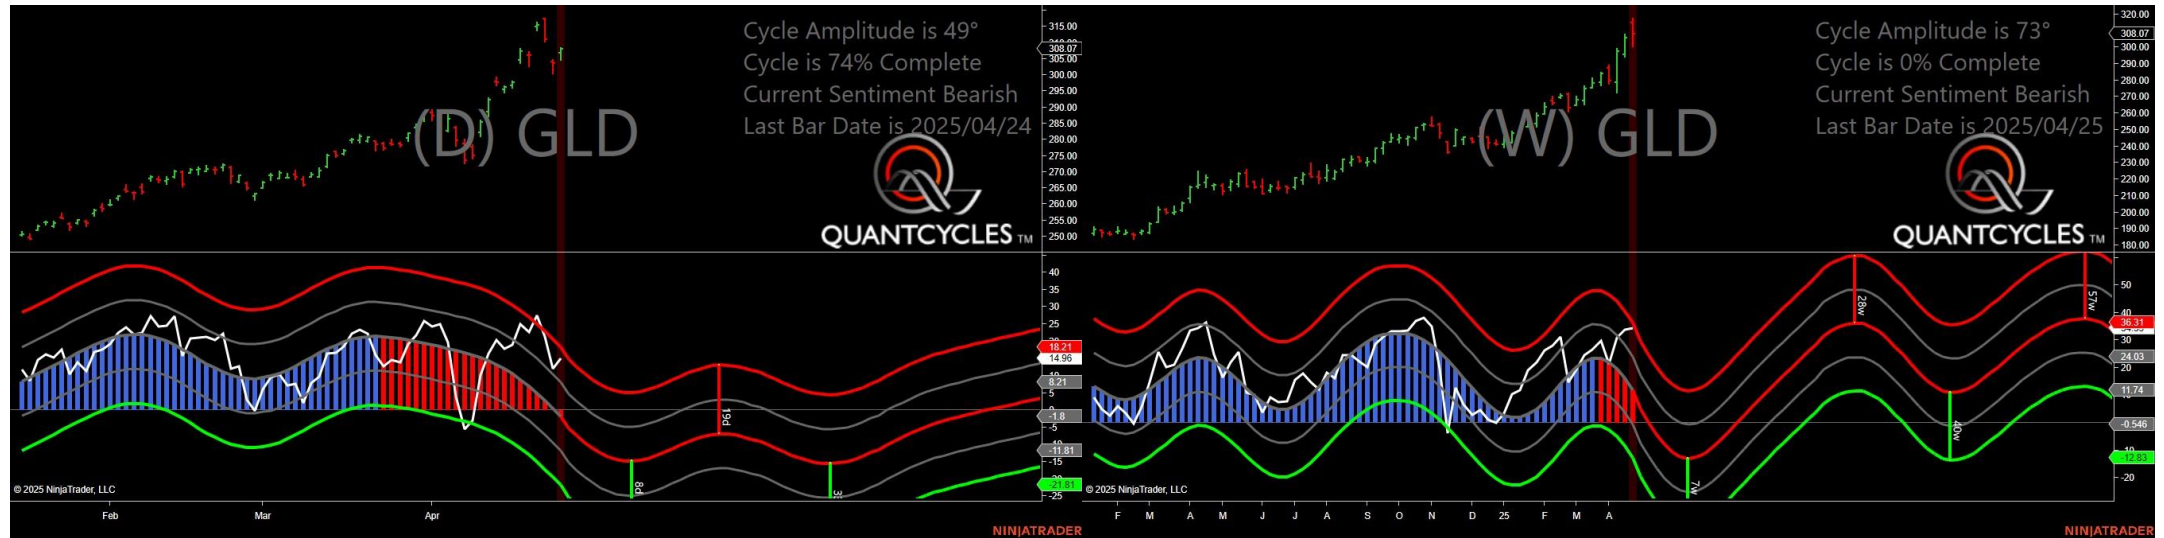 Cycle Amplitude is 49°
Cycle is 74% Complete
Current Sentiment Bearish
Last Bar Date is 2025/04/24
(D) GLD
QUANTCYCLES TM
315.00
308.07
305.00
300.00
295.00
290.00
285.00
280.00
275.00
270.00
265.00
260.00
255.00
250.00
40
35
30
25
18.21
14.96
8.21
5
-1.8
-5
-11.81
-15
-21.81
-25
19d
8d
© 2025 NinjaTrader, LLC
Feb
Mar
Apr
NINJATRADER
Cycle Amplitude is 73°
Cycle is 0% Complete
Current Sentiment Bearish
Last Bar Date is 2025/04/25
(W) GLD
QUANTCYCLES TM
320.00
308.07
300.00
290.00
280.00
270.00
260.00
250.00
240.00
230.00
220.00
210.00
200.00
190.00
180.00
50
40
36.31
30
24.03
20
11.74
-0.546
-12.83
-20
28w
57w
40w
7w
© 2025 NinjaTrader, LLC
F
M
A
M
J
J
A
S
O
N
D
25
F
M
A
NINJATRADER